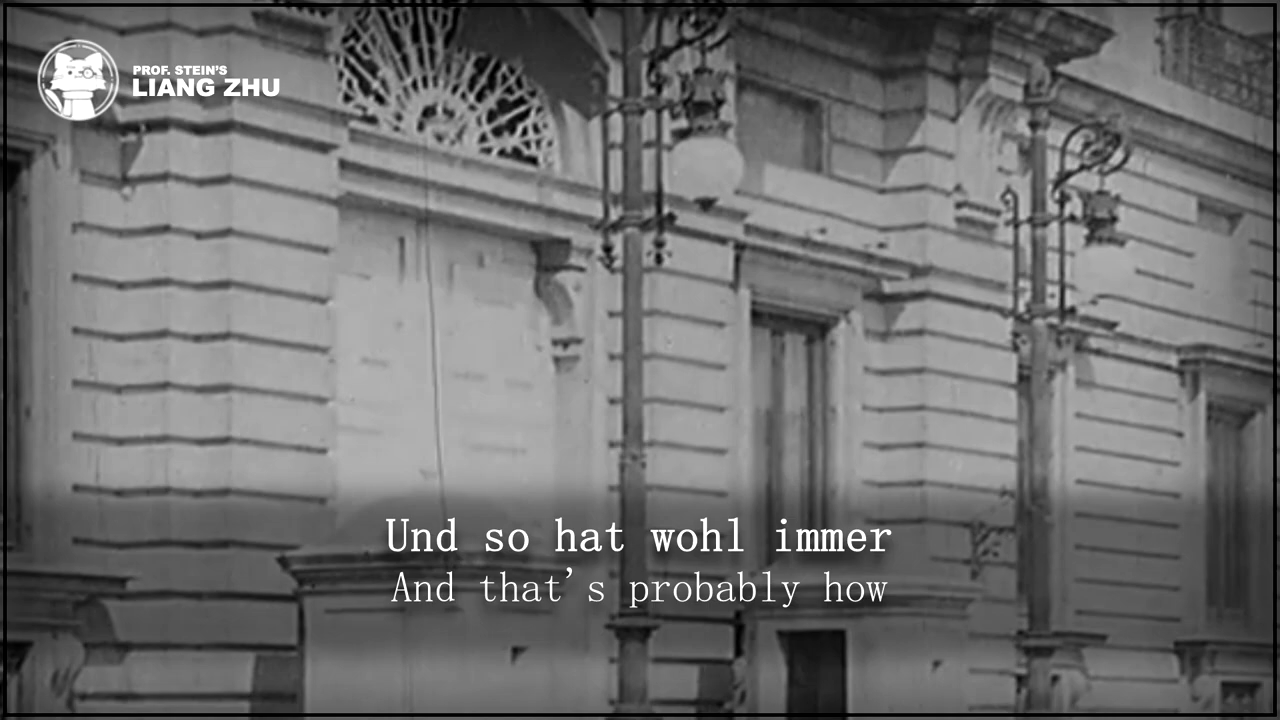 PROF. STEIN'S
LIANG ZHU
Und so hat wohl immer
And that's probably how